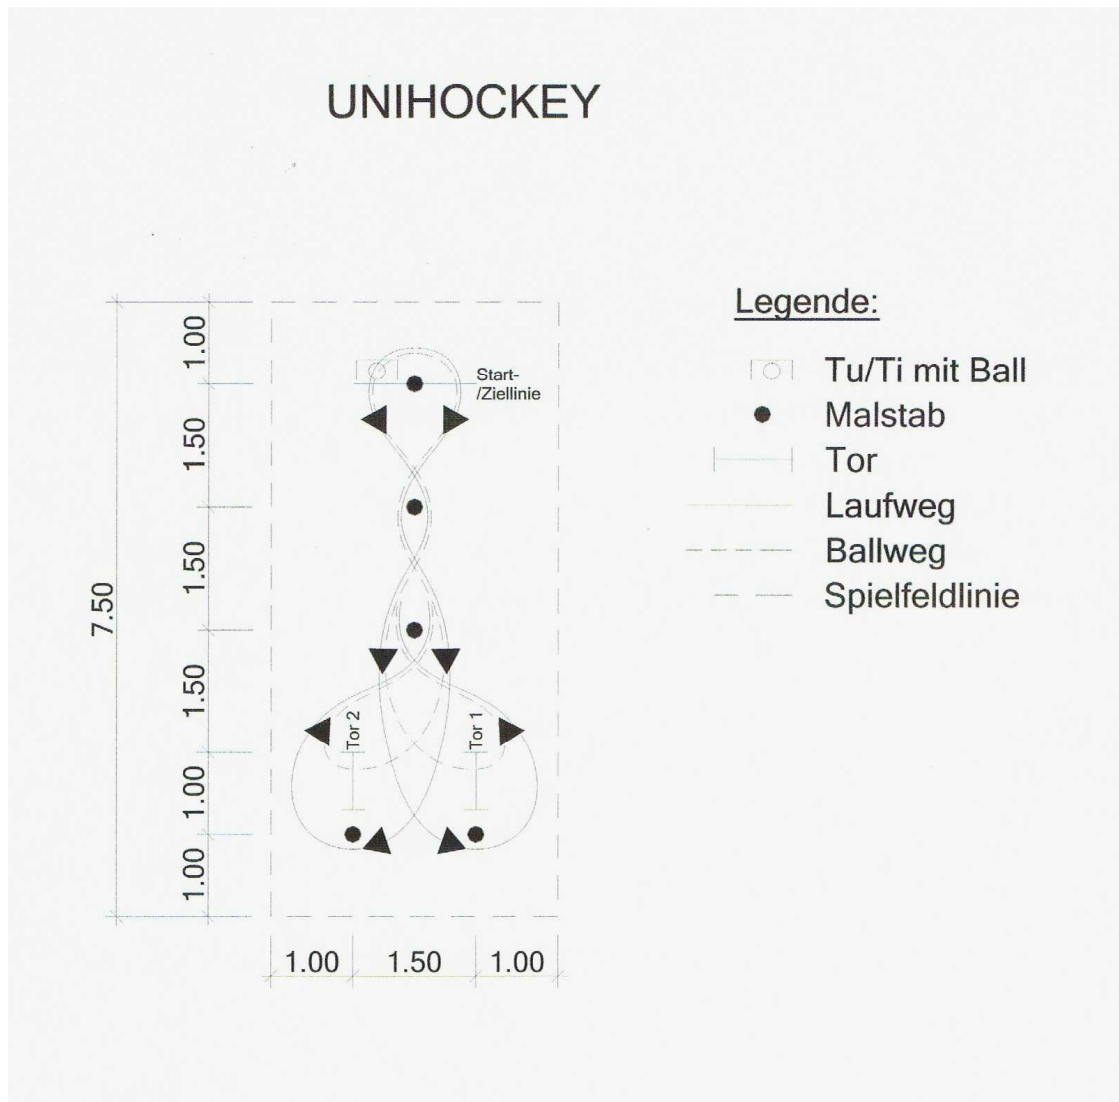 UNIHOCKEY
Legende:
Tu/Ti mit Ball
Malstab
Tor
Laufweg
Ballweg
Spielfeldlinie
Start-
/Ziellinie
Tor 2
Tor 1
7.50
1.00
1.50
1.50
1.50
1.00
1.00
1.00
1.50
1.00